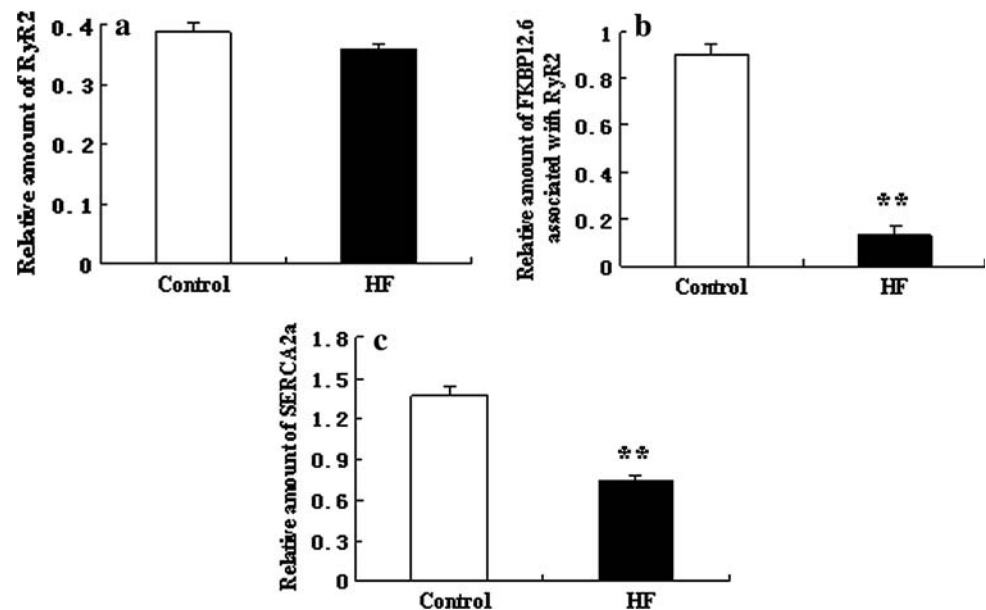 a
Relative amount of RyR2
0.4
0.3
0.2
0.1
0
Control HF
b
Relative amount of FKBP12.6
associated with RyR2
1
0.8
0.6
0.4
0.2
0
**
Control HF
c
Relative amount of SERCA2a
1.8
1.5
1.2
0.9
0.6
0.3
0
**
Control HF